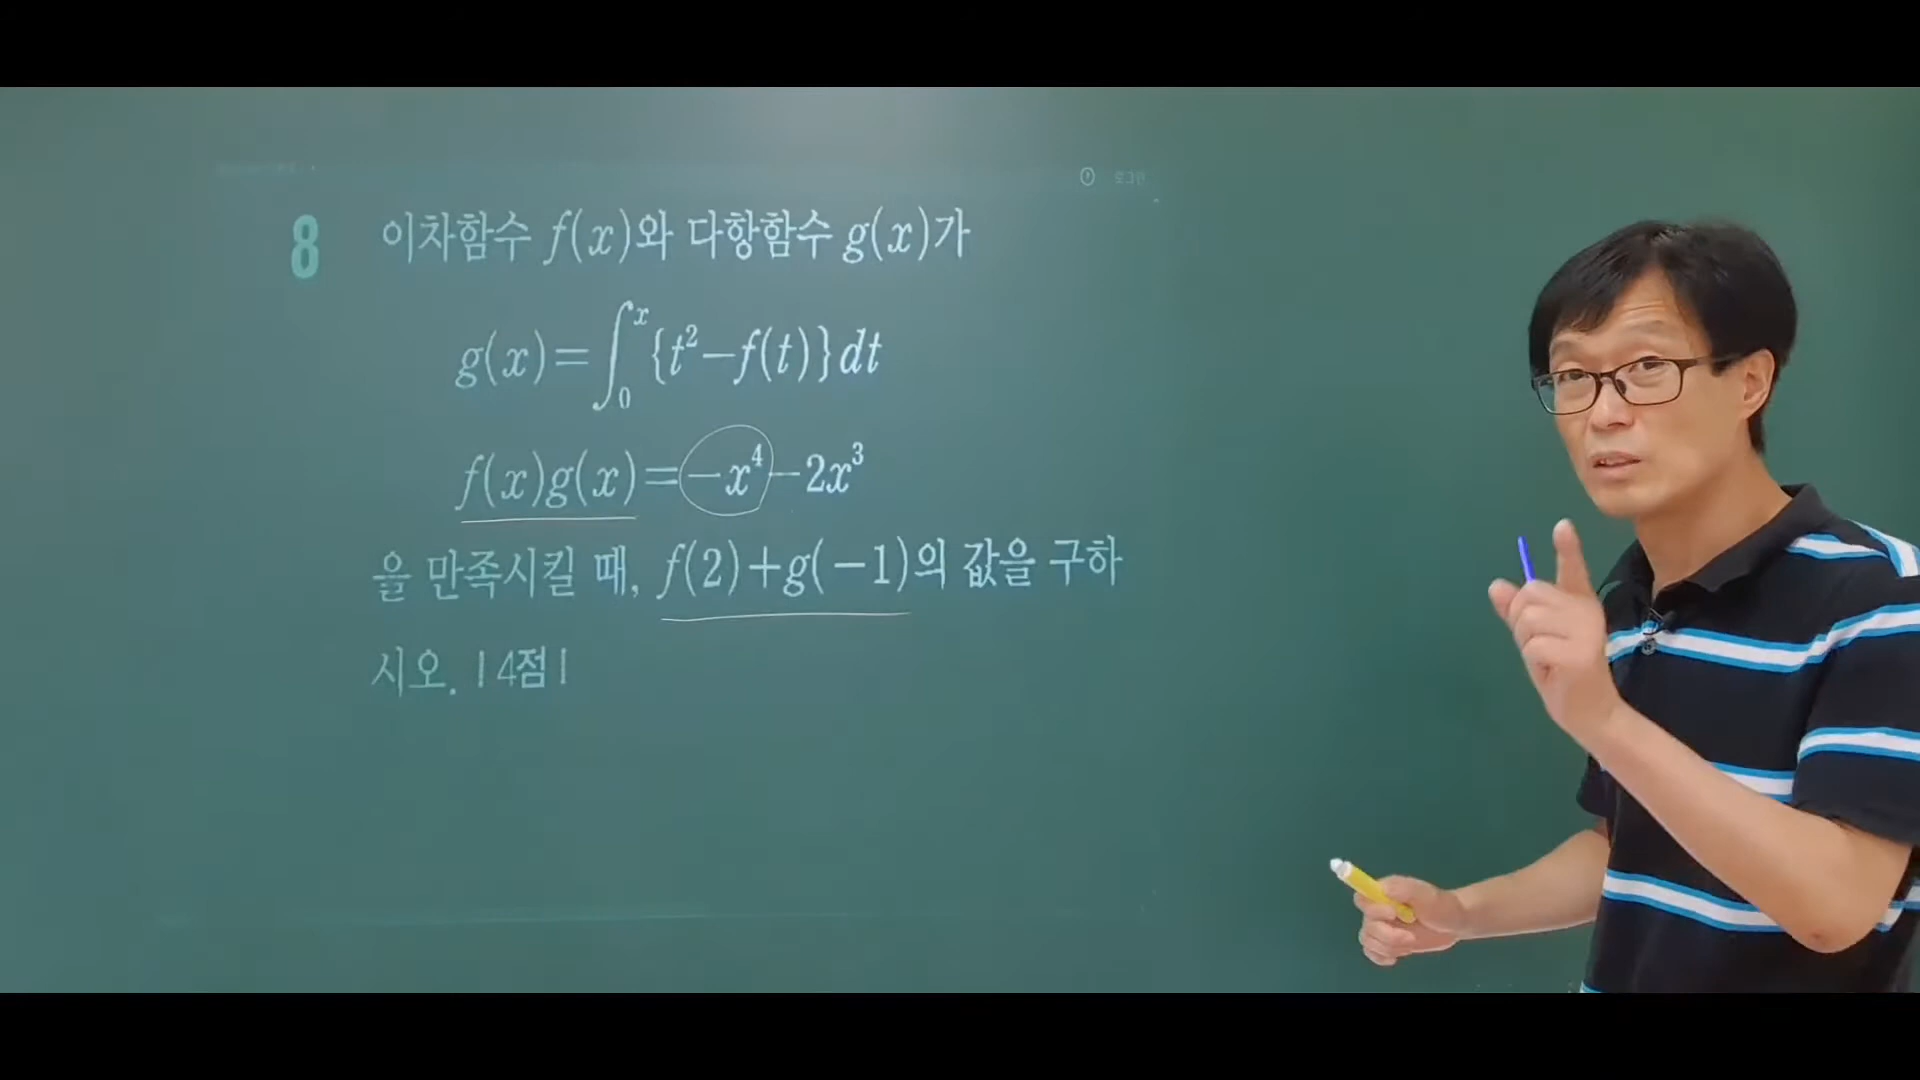 8 이차함수 f(x)와 다항함수 g(x)가
g(x)=∫₀ˣ{t²-f(t)}dt
f(x)g(x)=-x⁴-2x³
을 만족시킬 때, f(2)+g(-1)의 값을 구하
시오. |4점|